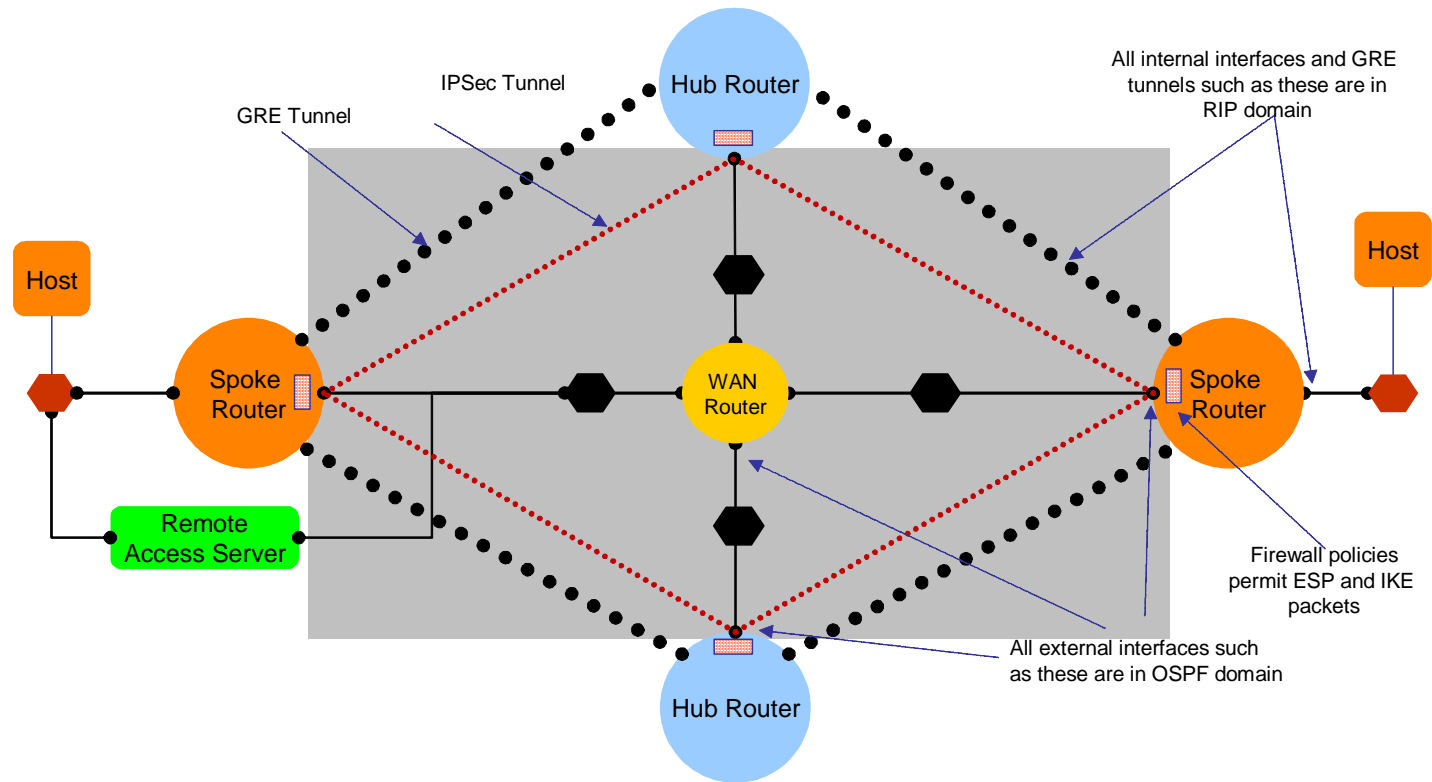 Hub Router
All internal interfaces and GRE
tunnels such as these are in
RIP domain
IPSec Tunnel
GRE Tunnel
Host
Host
Spoke
Router
WAN
Router
Spoke
Router
Remote
Access Server
Firewall policies
permit ESP and IKE
packets
All external interfaces such
as these are in OSPF domain
Hub Router